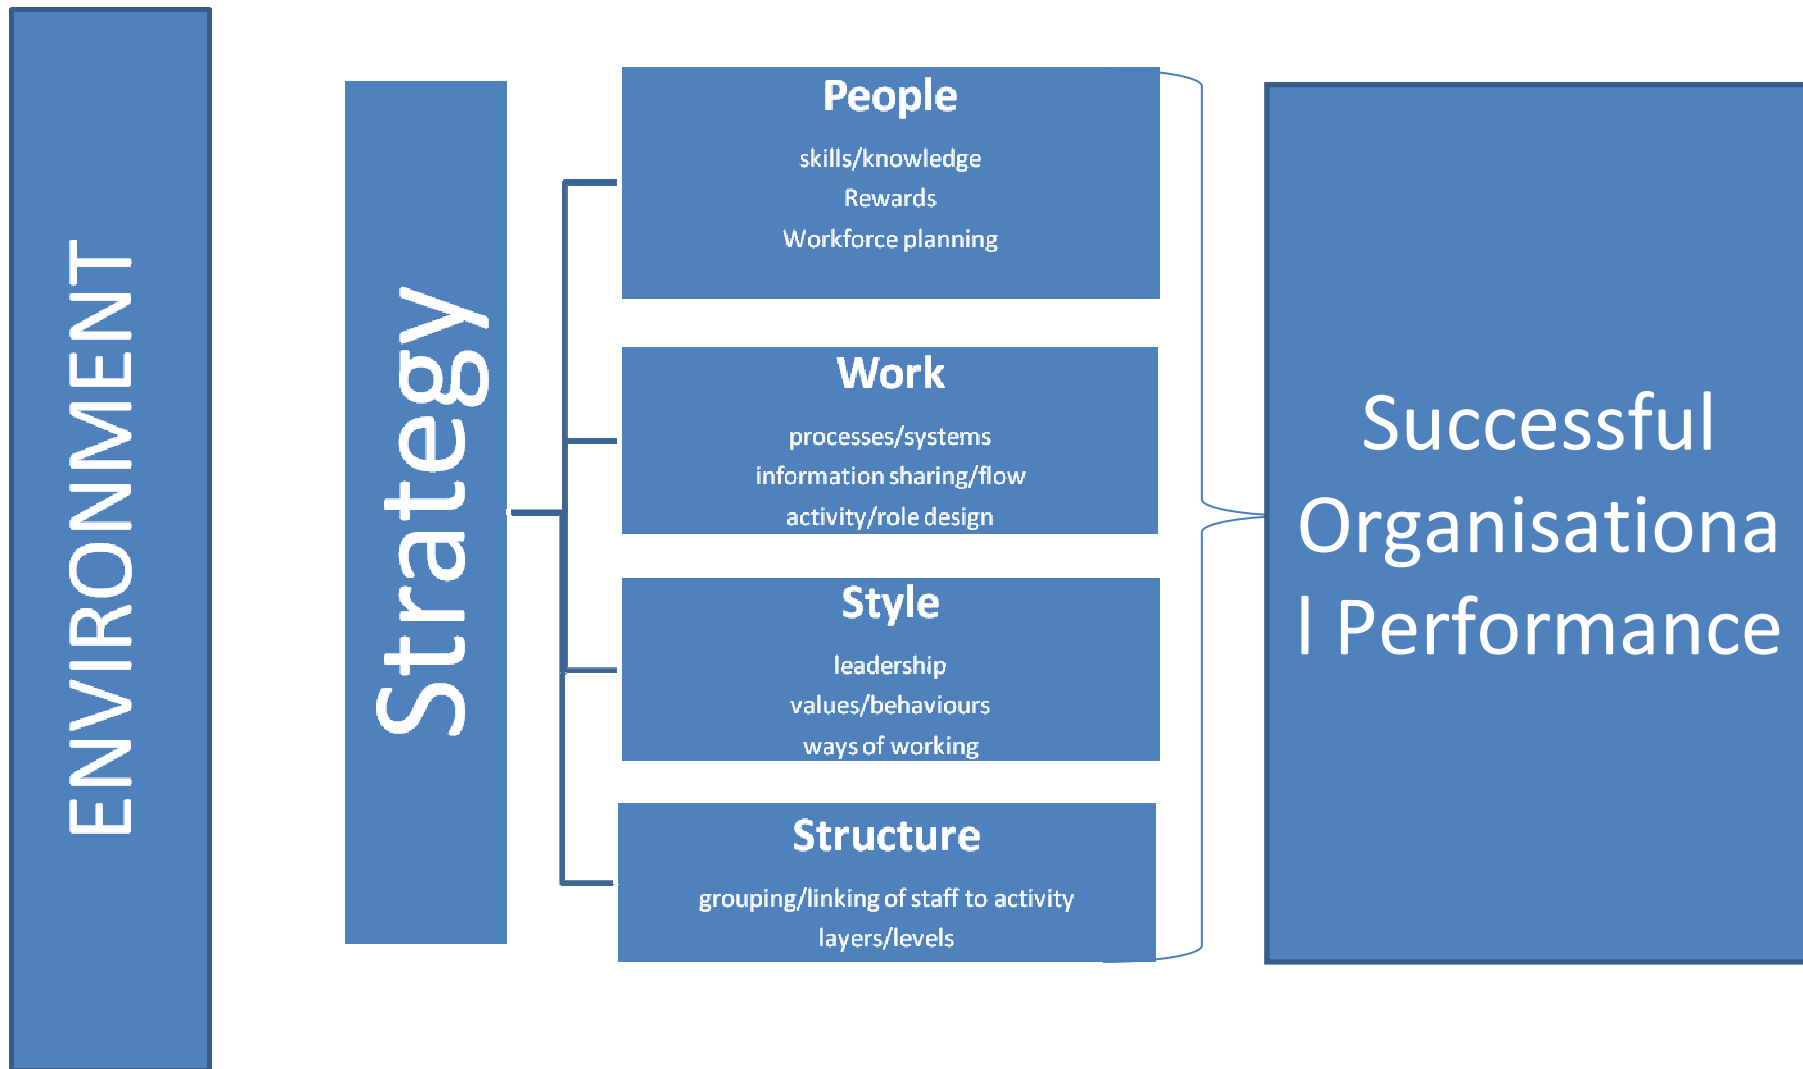 ENVIRONMENT
Strategy
People
skills/knowledge
Rewards
Workforce planning
Work
processes/systems
information sharing/flow
activity/role design
Style
leadership
values/behaviours
ways of working
Structure
grouping/linking of staff to activity
layers/levels
Successful
Organisationa
l Performance